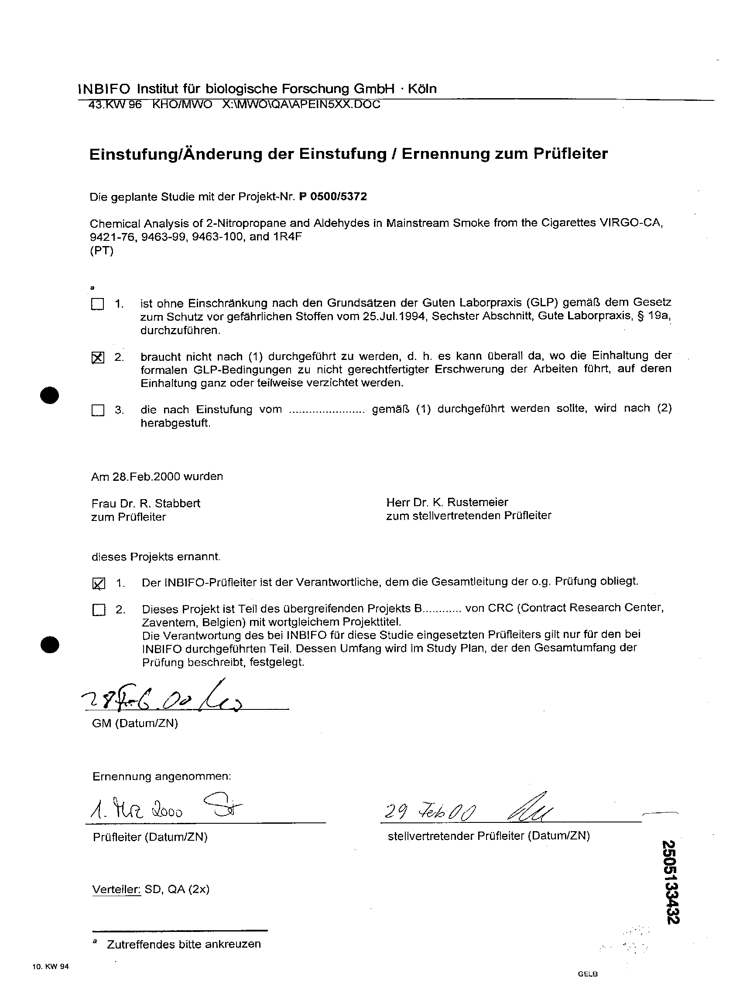 INBIFO Institut für biologische Forschung GmbH · Köln
43.KW 96 KHO/MWO X:\MWO\QA\APEIN5XX.DOC
Einstufung/Änderung der Einstufung / Ernennung zum Prüfleiter
Die geplante Studie mit der Projekt-Nr. P 0500/5372
Chemical Analysis of 2-Nitropropane and Aldehydes in Mainstream Smoke from the Cigarettes VIRGO-CA,
9421-76, 9463-99, 9463-100, and 1R4F
(PT)
a
1. ist ohne Einschränkung nach den Grundsätzen der Guten Laborpraxis (GLP) gemäß dem Gesetz
zum Schutz vor gefährlichen Stoffen vom 25.Jul.1994, Sechster Abschnitt, Gute Laborpraxis, § 19a,
durchzuführen.
2. braucht nicht nach (1) durchgeführt zu werden, d. h. es kann überall da, wo die Einhaltung der
formalen GLP-Bedingungen zu nicht gerechtfertigter Erschwerung der Arbeiten führt, auf deren
Einhaltung ganz oder teilweise verzichtet werden.
3. die nach Einstufung vom ....................... gemäß (1) durchgeführt werden sollte, wird nach (2)
herabgestuft.
Am 28.Feb.2000 wurden
Frau Dr. R. Stabbert Herr Dr. K. Rustemeier
zum Prüfleiter zum stellvertretenden Prüfleiter
dieses Projekts ernannt.
1. Der INBIFO-Prüfleiter ist der Verantwortliche, dem die Gesamtleitung der o.g. Prüfung obliegt.
2. Dieses Projekt ist Teil des übergreifenden Projekts B............ von CRC (Contract Research Center,
Zaventem, Belgien) mit wortgleichem Projekttitel.
Die Verantwortung des bei INBIFO für diese Studie eingesetzten Prüfleiters gilt nur für den bei
INBIFO durchgeführten Teil. Dessen Umfang wird im Study Plan, der den Gesamtumfang der
Prüfung beschreibt, festgelegt.
28 Feb 00
GM (Datum/ZN)
Ernennung angenommen:
1. MRZ 2000 St 29 Feb 00
Prüfleiter (Datum/ZN) stellvertretender Prüfleiter (Datum/ZN)
2505133432
Verteiler: SD, QA (2x)
a Zutreffendes bitte ankreuzen
10. KW 94
GELB